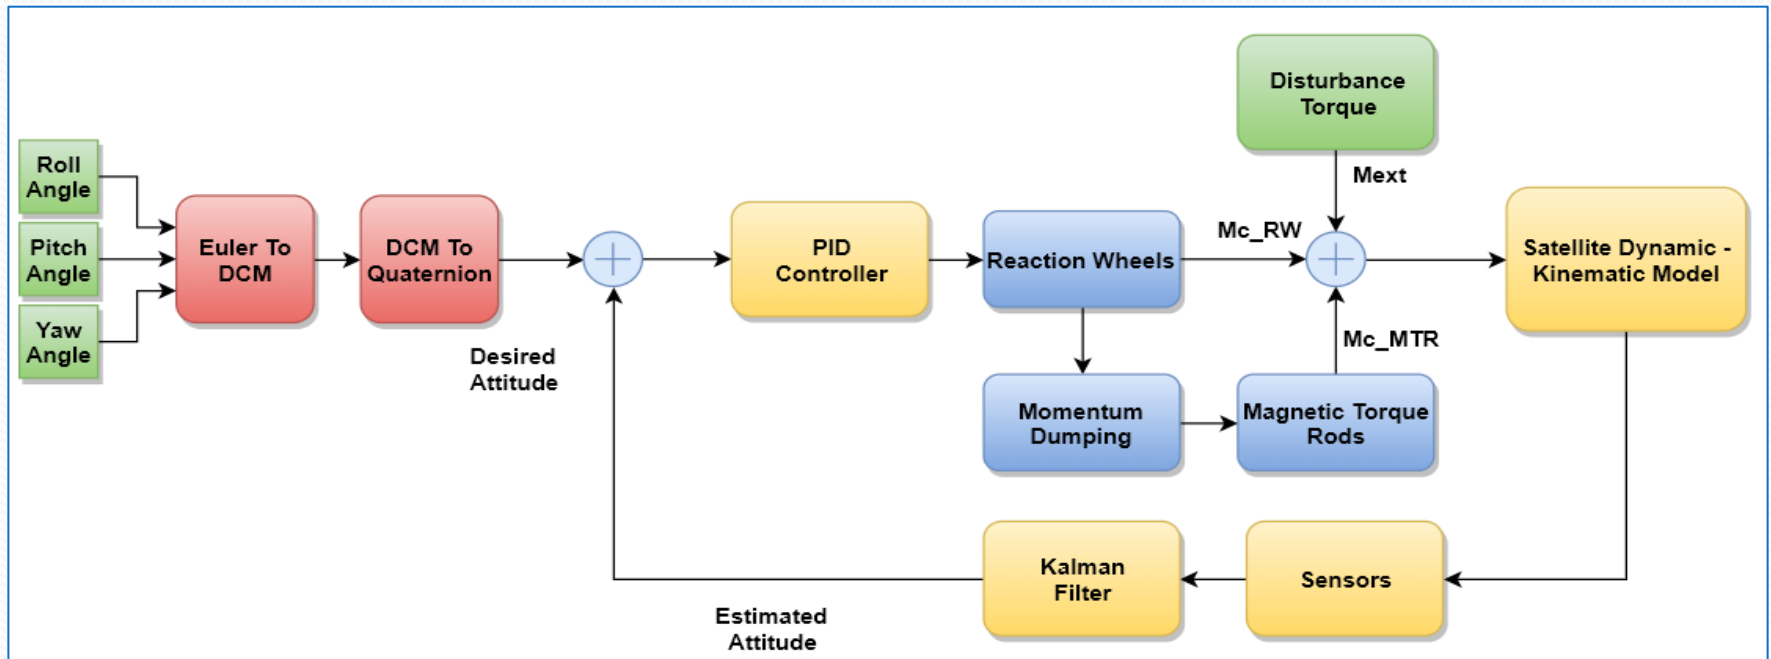 Disturbance
Torque
Mext
Roll
Angle
Pitch
Angle
Yaw
Angle
Euler To
DCM
DCM To
Quaternion
Desired
Attitude
PID
Controller
Reaction Wheels
Mc_RW
Satellite Dynamic -
Kinematic Model
Mc_MTR
Momentum
Dumping
Magnetic Torque
Rods
Kalman
Filter
Sensors
Estimated
Attitude